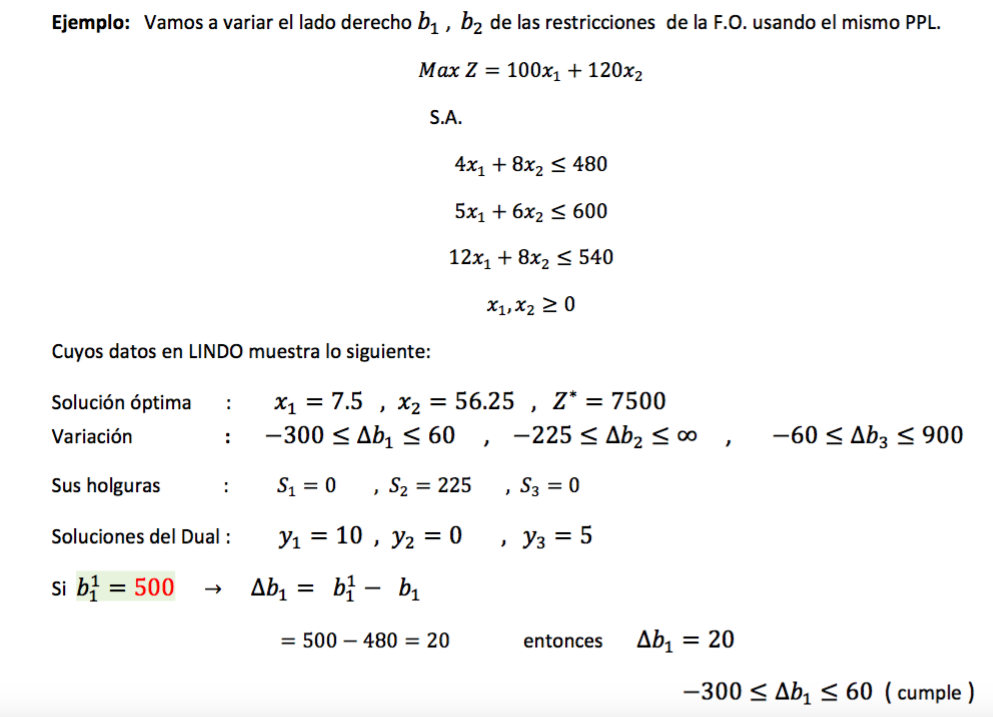 Ejemplo: Vamos a variar el lado derecho b₁ , b₂ de las restricciones de la F.O. usando el mismo PPL.
Max Z = 100x₁ + 120x₂
S.A.
4x₁ + 8x₂ ≤ 480
5x₁ + 6x₂ ≤ 600
12x₁ + 8x₂ ≤ 540
x₁, x₂ ≥ 0
Cuyos datos en LINDO muestra lo siguiente:
Solución óptima : x₁ = 7.5 , x₂ = 56.25 , Z* = 7500
Variación : −300 ≤ Δb₁ ≤ 60 , −225 ≤ Δb₂ ≤ ∞ , −60 ≤ Δb₃ ≤ 900
Sus holguras : S₁ = 0 , S₂ = 225 , S₃ = 0
Soluciones del Dual : y₁ = 10 , y₂ = 0 , y₃ = 5
Si b₁¹ = 500 → Δb₁ = b₁¹ − b₁
= 500 − 480 = 20 entonces Δb₁ = 20
−300 ≤ Δb₁ ≤ 60 ( cumple )